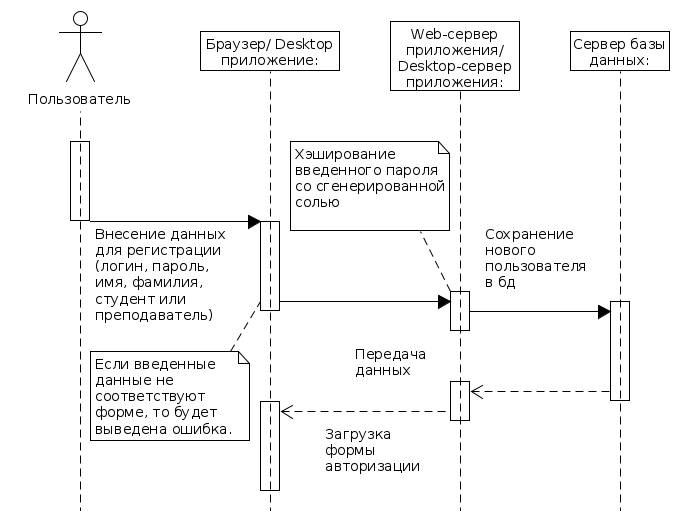 Пользователь
Браузер/ Desktop
приложение:
Web-сервер
приложения/
Desktop-сервер
приложения:
Сервер базы
данных:
Хэширование
введенного пароля
со сгенерированной
солью
Внесение данных
для регистрации
(логин, пароль,
имя, фамилия,
студент или
преподаватель)
Сохранение
нового
пользователя
в бд
Если введенные
данные не
соответствуют
форме, то будет
выведена ошибка.
Передача
данных
Загрузка
формы
авторизации